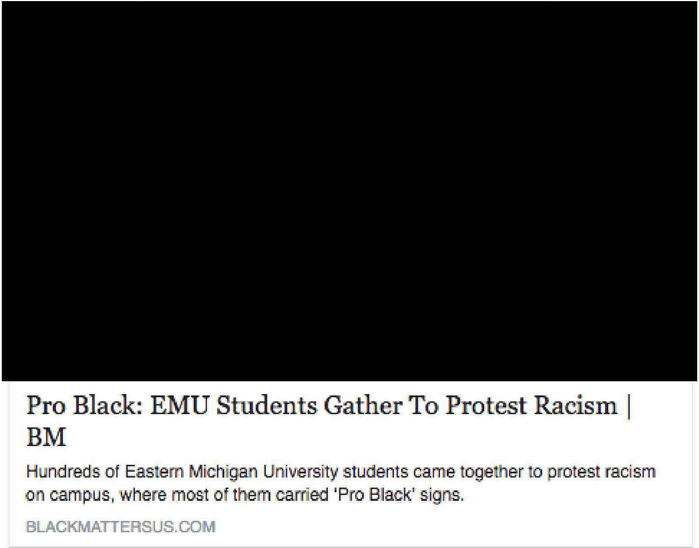 Pro Black: EMU Students Gather To Protest Racism |
BM
Hundreds of Eastern Michigan University students came together to protest racism
on campus, where most of them carried 'Pro Black' signs.
BLACKMATTERSUS.COM